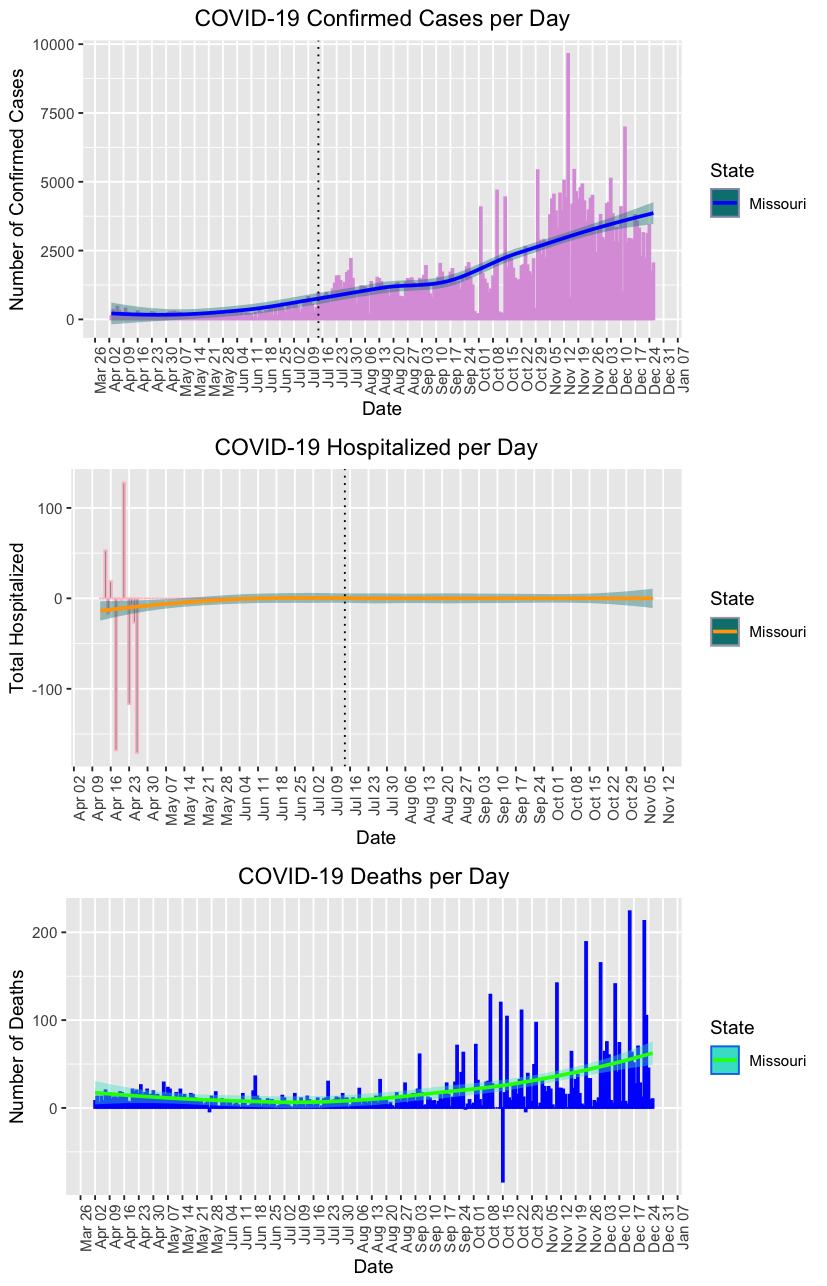 COVID-19 Confirmed Cases per Day
Number of Confirmed Cases
10000
7500
5000
2500
0
Mar 26
Apr 02
Apr 09
Apr 16
Apr 23
Apr 30
May 07
May 14
May 21
May 28
Jun 04
Jun 11
Jun 18
Jun 25
Jul 02
Jul 09
Jul 16
Jul 23
Jul 30
Aug 06
Aug 13
Aug 20
Aug 27
Sep 03
Sep 10
Sep 17
Sep 24
Oct 01
Oct 08
Oct 15
Oct 22
Oct 29
Nov 05
Nov 12
Nov 19
Nov 26
Dec 03
Dec 10
Dec 17
Dec 24
Dec 31
Jan 07
Date
State
Missouri
COVID-19 Hospitalized per Day
Total Hospitalized
100
0
-100
Apr 02
Apr 09
Apr 16
Apr 23
Apr 30
May 07
May 14
May 21
May 28
Jun 04
Jun 11
Jun 18
Jun 25
Jul 02
Jul 09
Jul 16
Jul 23
Jul 30
Aug 06
Aug 13
Aug 20
Aug 27
Sep 03
Sep 10
Sep 17
Sep 24
Oct 01
Oct 08
Oct 15
Oct 22
Oct 29
Nov 05
Nov 12
Date
State
Missouri
COVID-19 Deaths per Day
Number of Deaths
200
100
0
Mar 26
Apr 02
Apr 09
Apr 16
Apr 23
Apr 30
May 07
May 14
May 21
May 28
Jun 04
Jun 11
Jun 18
Jun 25
Jul 02
Jul 09
Jul 16
Jul 23
Jul 30
Aug 06
Aug 13
Aug 20
Aug 27
Sep 03
Sep 10
Sep 17
Sep 24
Oct 01
Oct 08
Oct 15
Oct 22
Oct 29
Nov 05
Nov 12
Nov 19
Nov 26
Dec 03
Dec 10
Dec 17
Dec 24
Dec 31
Jan 07
Date
State
Missouri